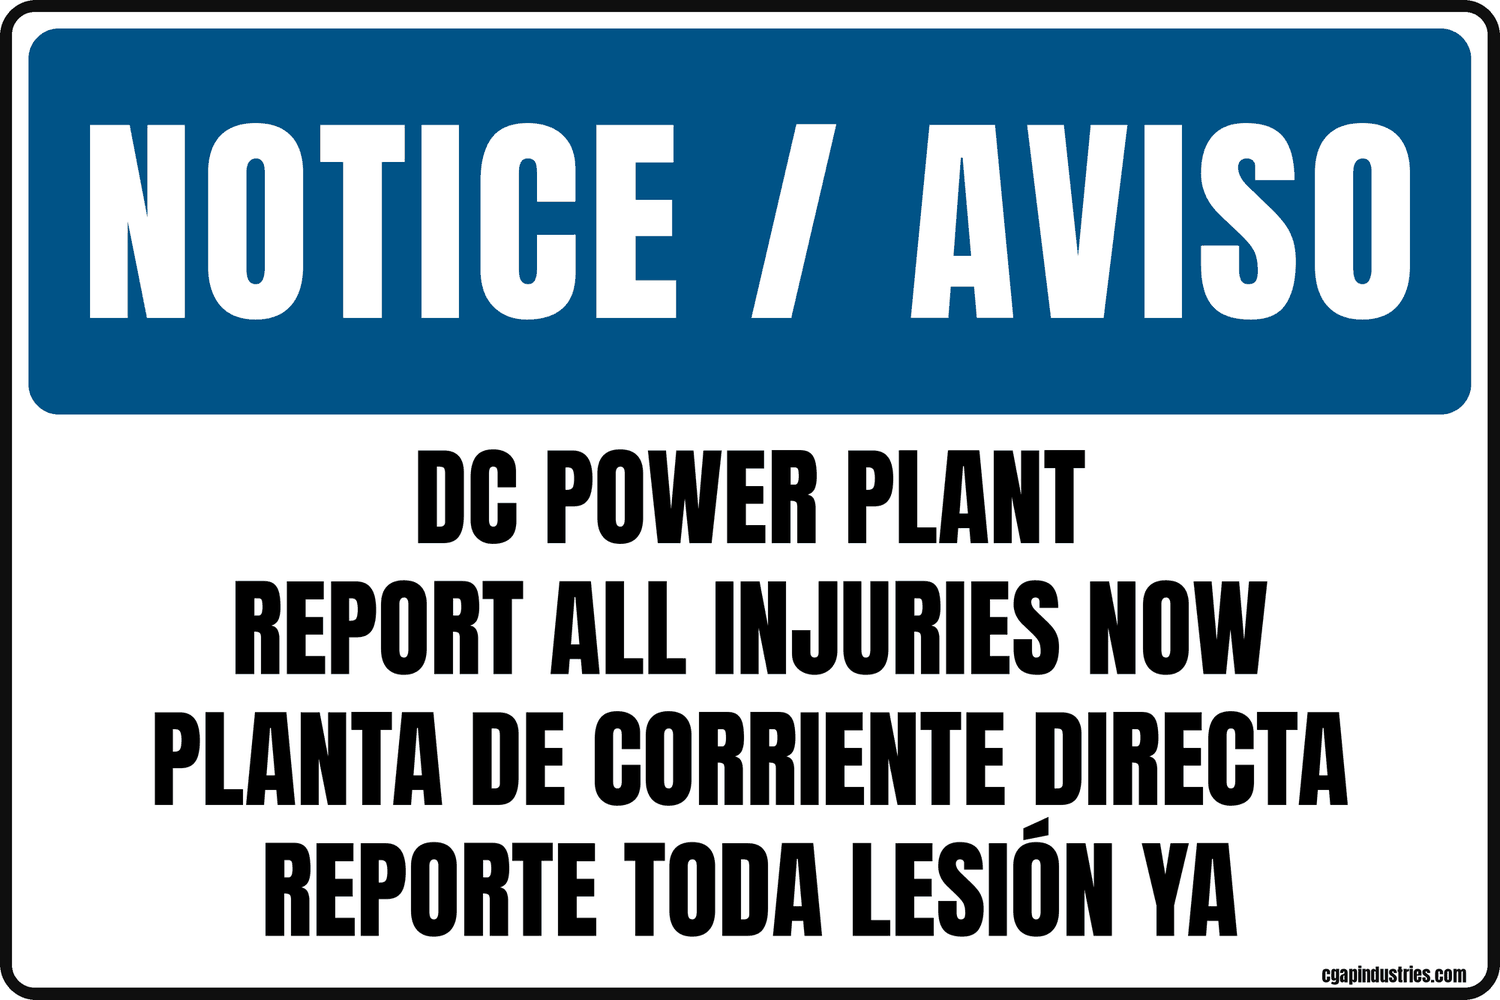 NOTICE / AVISO
DC POWER PLANT
REPORT ALL INJURIES NOW
PLANTA DE CORRIENTE DIRECTA
REPORTE TODA LESIÓN YA
cgapindustries.com